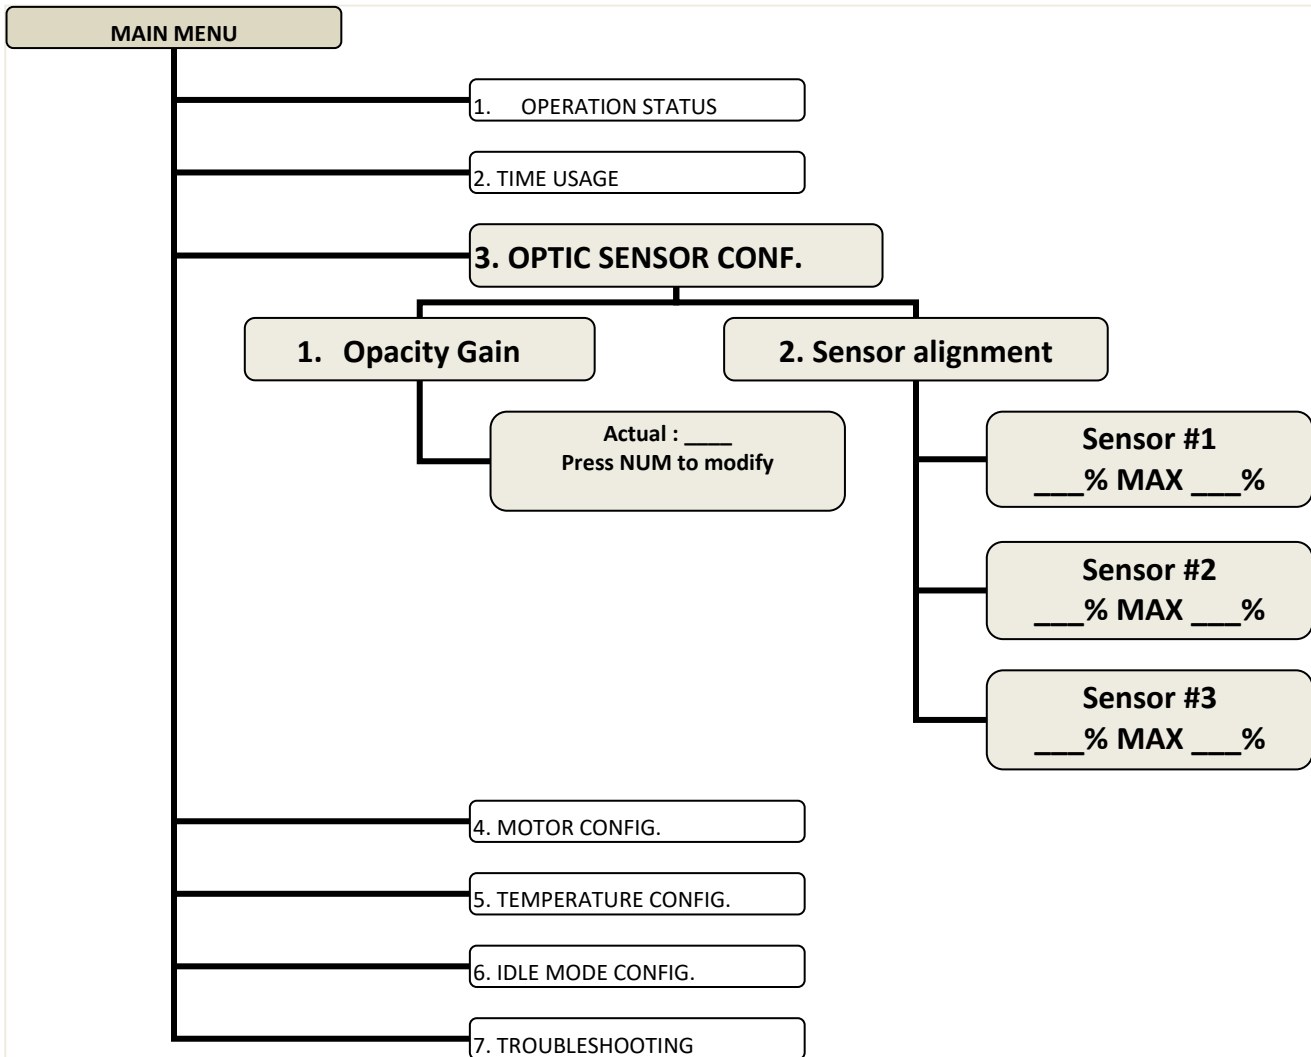 MAIN MENU
1. OPERATION STATUS
2. TIME USAGE
3. OPTIC SENSOR CONF.
1. Opacity Gain
2. Sensor alignment
Actual : ____
Press NUM to modify
Sensor #1
___% MAX ___%
Sensor #2
___% MAX ___%
Sensor #3
___% MAX ___%
4. MOTOR CONFIG.
5. TEMPERATURE CONFIG.
6. IDLE MODE CONFIG.
7. TROUBLESHOOTING